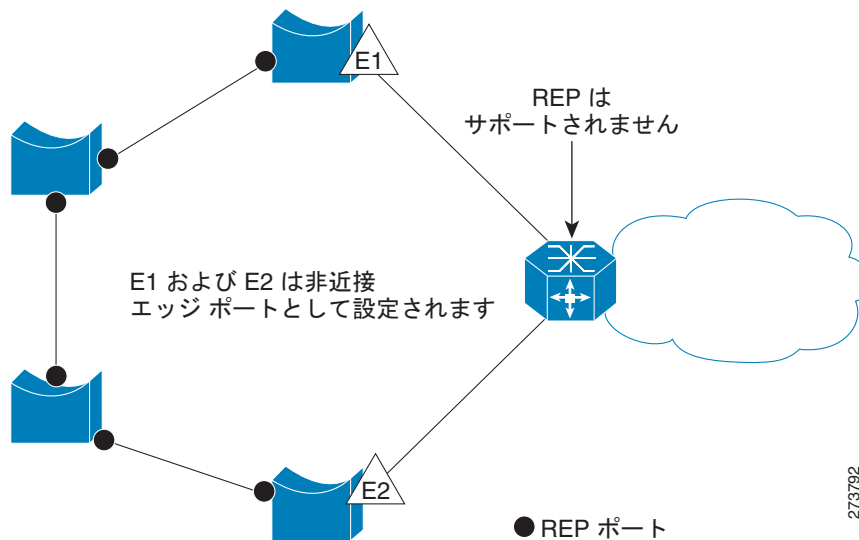 E1
REP は
サポートされません
E1 および E2 は非近接
エッジ ポートとして設定されます
E2
REP ポート
273792